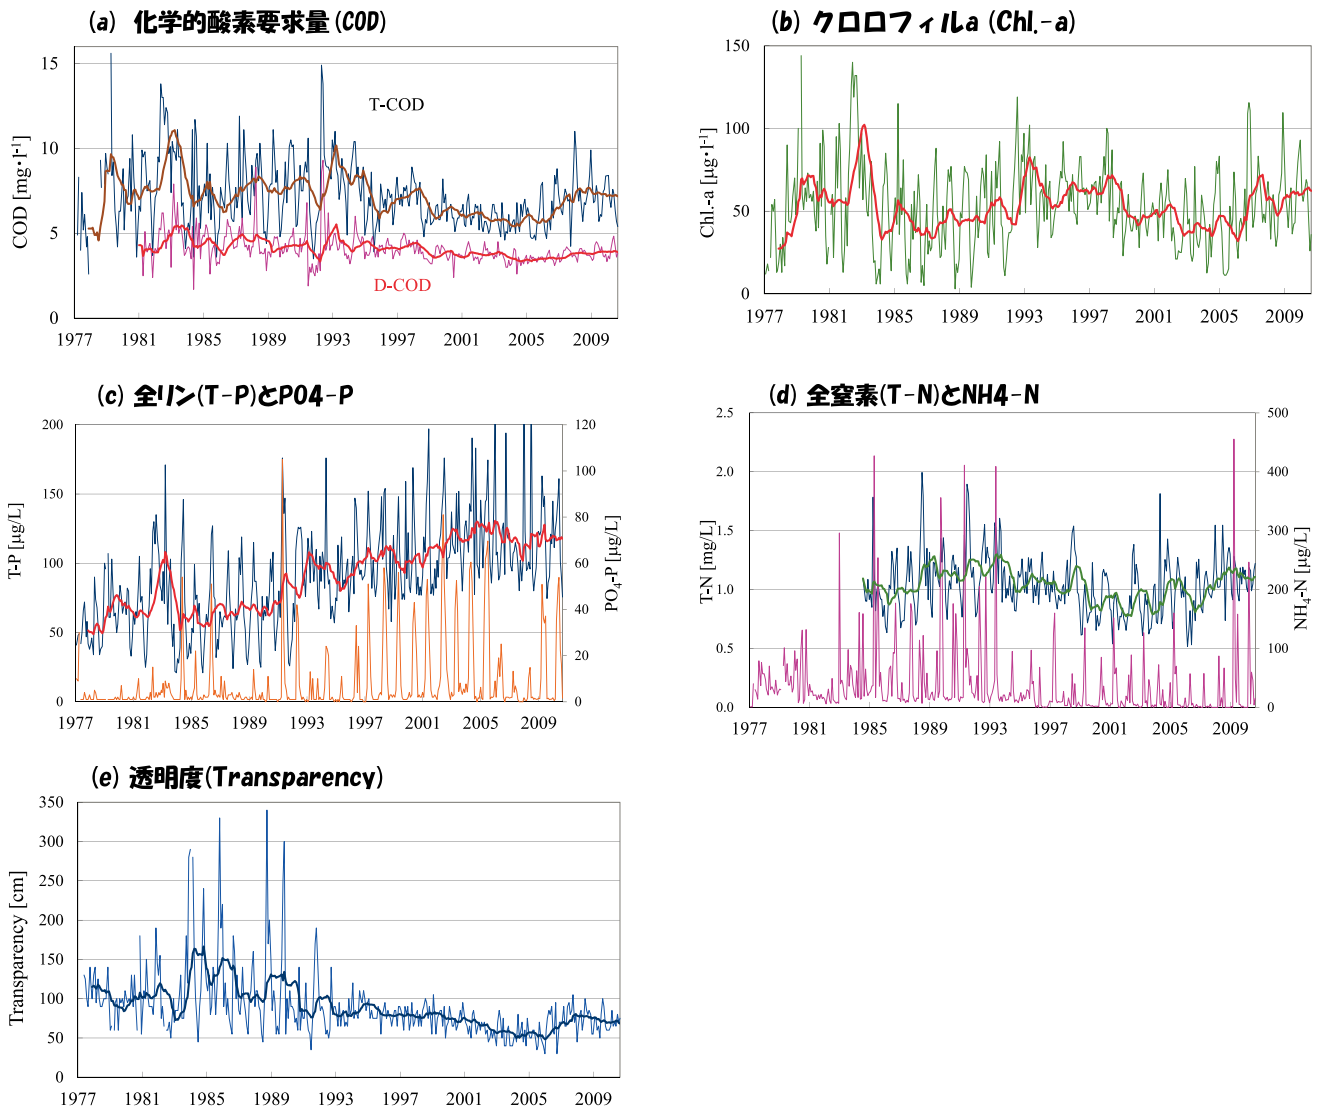 (a) 化学的酸素要求量(COD)
COD [mg・l⁻¹]
15
10
5
0
T-COD
D-COD
1977 1981 1985 1989 1993 1997 2001 2005 2009
(b) クロロフィルa (Chl.-a)
Chl.-a [μg・l⁻¹]
150
100
50
0
1977 1981 1985 1989 1993 1997 2001 2005 2009
(c) 全リン(T-P)とPO4-P
T-P [μg/L]
200
150
100
50
0
120
100
80
60
40
20
0
PO₄-P [μg/L]
1977 1981 1985 1989 1993 1997 2001 2005 2009
(d) 全窒素(T-N)とNH4-N
T-N [mg/L]
2.5
2.0
1.5
1.0
0.5
0.0
500
400
300
200
100
0
NH₄-N [μg/L]
1977 1981 1985 1989 1993 1997 2001 2005 2009
(e) 透明度(Transparency)
Transparency [cm]
350
300
250
200
150
100
50
0
1977 1981 1985 1989 1993 1997 2001 2005 2009